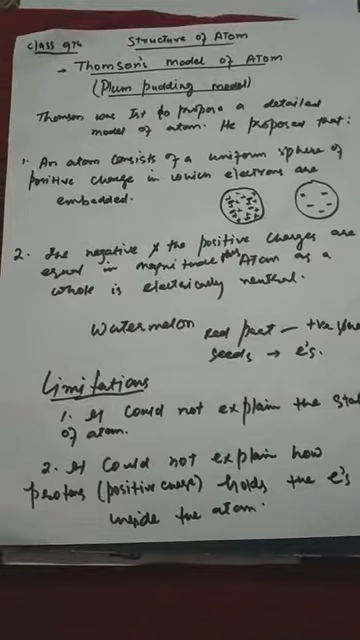 Class 9th Structure of Atom
→ Thomson's model of Atom
(Plum pudding model)
Thomson was Ist to propose a detailed
model of atom. He proposed that:
1. An atom consists of a uniform sphere of
positive charge in which electrons are
embedded.
2. The negative & the positive charges are
equal in magnitude thus Atom as a
whole is electrically neutral.
Watermelon red part — +ve
seeds → e's.
Limitations
1. It could not explain the
of atom.
2. It could not explain how
protons (positive charge) holds the e's
inside the atom.